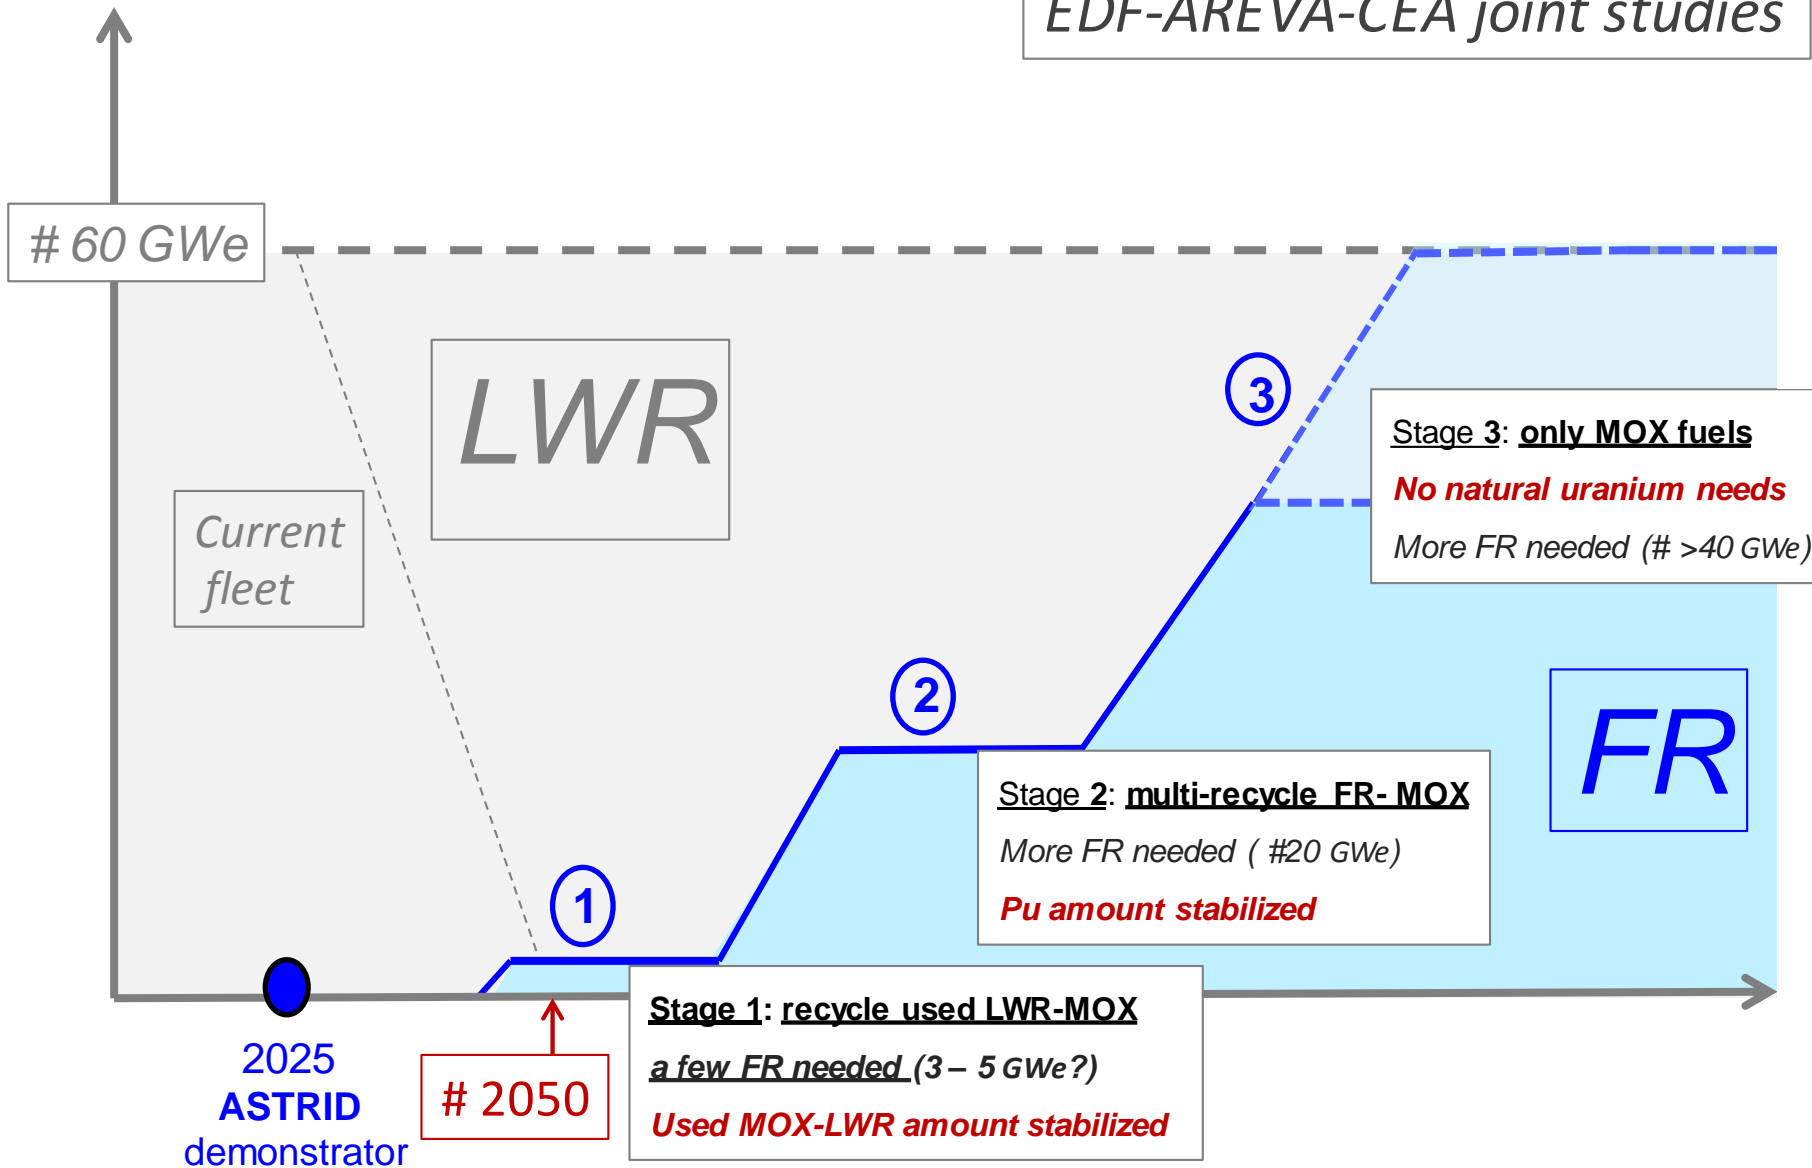 EDF-AREVA-CEA joint studies
# 60 GWe
LWR
Current
fleet
3
Stage 3: only MOX fuels
No natural uranium needs
More FR needed (# >40 GWe)
2
FR
Stage 2: multi-recycle FR- MOX
More FR needed ( #20 GWe)
Pu amount stabilized
1
Stage 1: recycle used LWR-MOX
a few FR needed (3 – 5 GWe?)
Used MOX-LWR amount stabilized
2025
ASTRID
demonstrator
# 2050